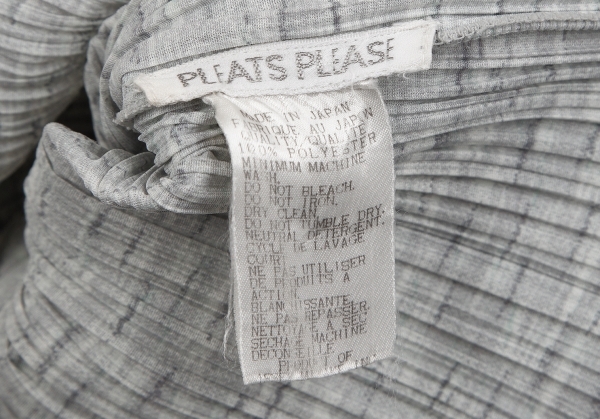 PLEATS PLEASE
MADE IN JAPAN
FABRIQUE AU JAPON
QUALITE
100% POLYESTER
MINIMUM MACHINE
WASH.
DO NOT BLEACH.
DO NOT IRON.
DRY CLEAN.
DO NOT TUMBLE DRY.
NEUTRAL DETERGENT.
CYCLE DE LAVAGE
COURT
NE PAS UTILISER
DE PRODUITS A
ACTION
BLANCHISSANTE.
NE PAS REPASSER.
NETTOYAGE A SEC
SECHAGE MACHINE
DECONSEILLE
OF